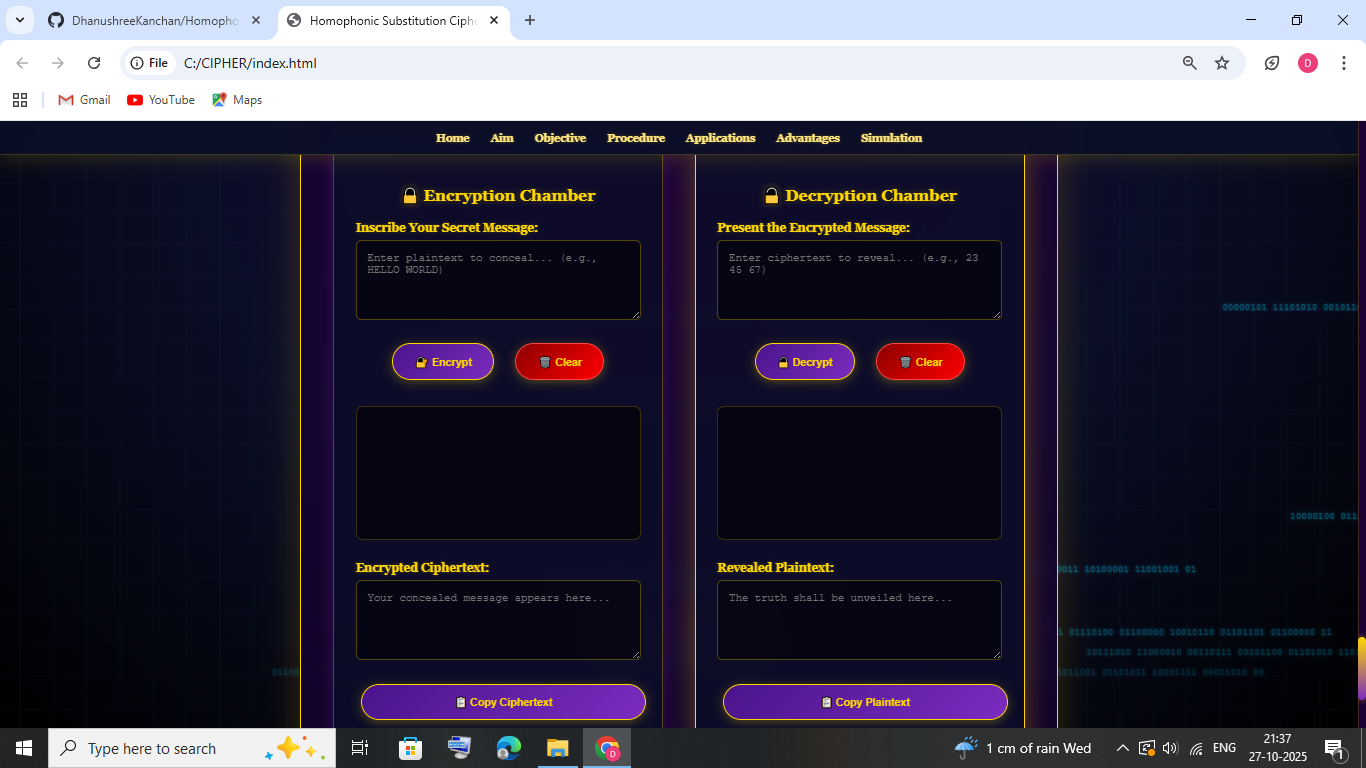 DhanushreeKanchan/Homopho
Homophonic Substitution Ciphe
File
C:/CIPHER/index.html
D
Gmail
YouTube
Maps
Home Aim Objective Procedure Applications Advantages Simulation
Encryption Chamber
Inscribe Your Secret Message:
Enter plaintext to conceal... (e.g.,
HELLO WORLD)
Encrypt
Clear
Encrypted Ciphertext:
Your concealed message appears here...
Copy Ciphertext
Decryption Chamber
Present the Encrypted Message:
Enter ciphertext to reveal... (e.g., 23
45 67)
Decrypt
Clear
Revealed Plaintext:
The truth shall be unveiled here...
Copy Plaintext
00000101 11101010 0010110
10000100 011
0011 10100001 11001001 01
1 01110100 01100000 10010110 01101101 01100000 11
10111010 11000010 00110111 00101100 01101010 1101
01100
1011001 01101011 10001111 00011010 00
Type here to search
D
1 cm of rain Wed
ENG
21:37
27-10-2025
1